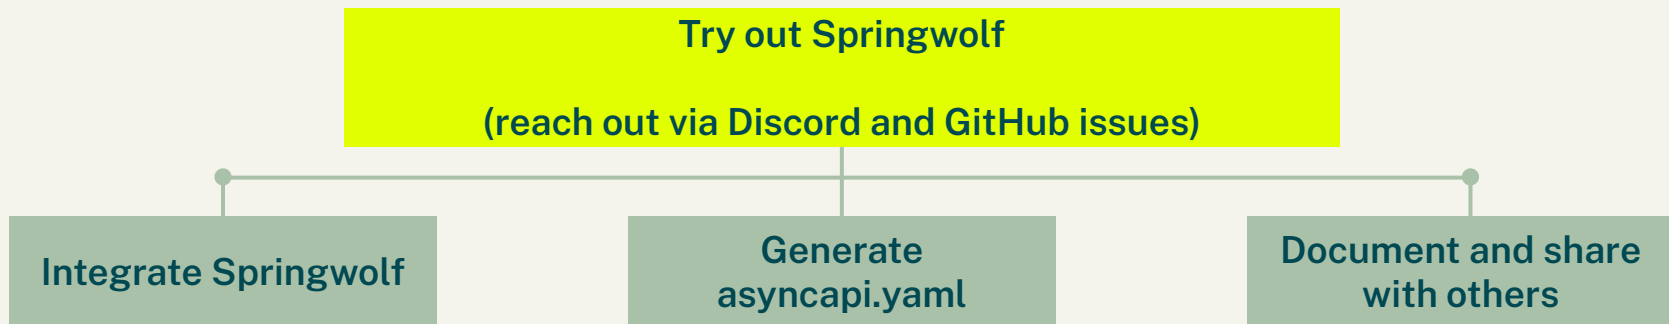 Try out Springwolf
(reach out via Discord and GitHub issues)
Integrate Springwolf
Generate
asyncapi.yaml
Document and share
with others